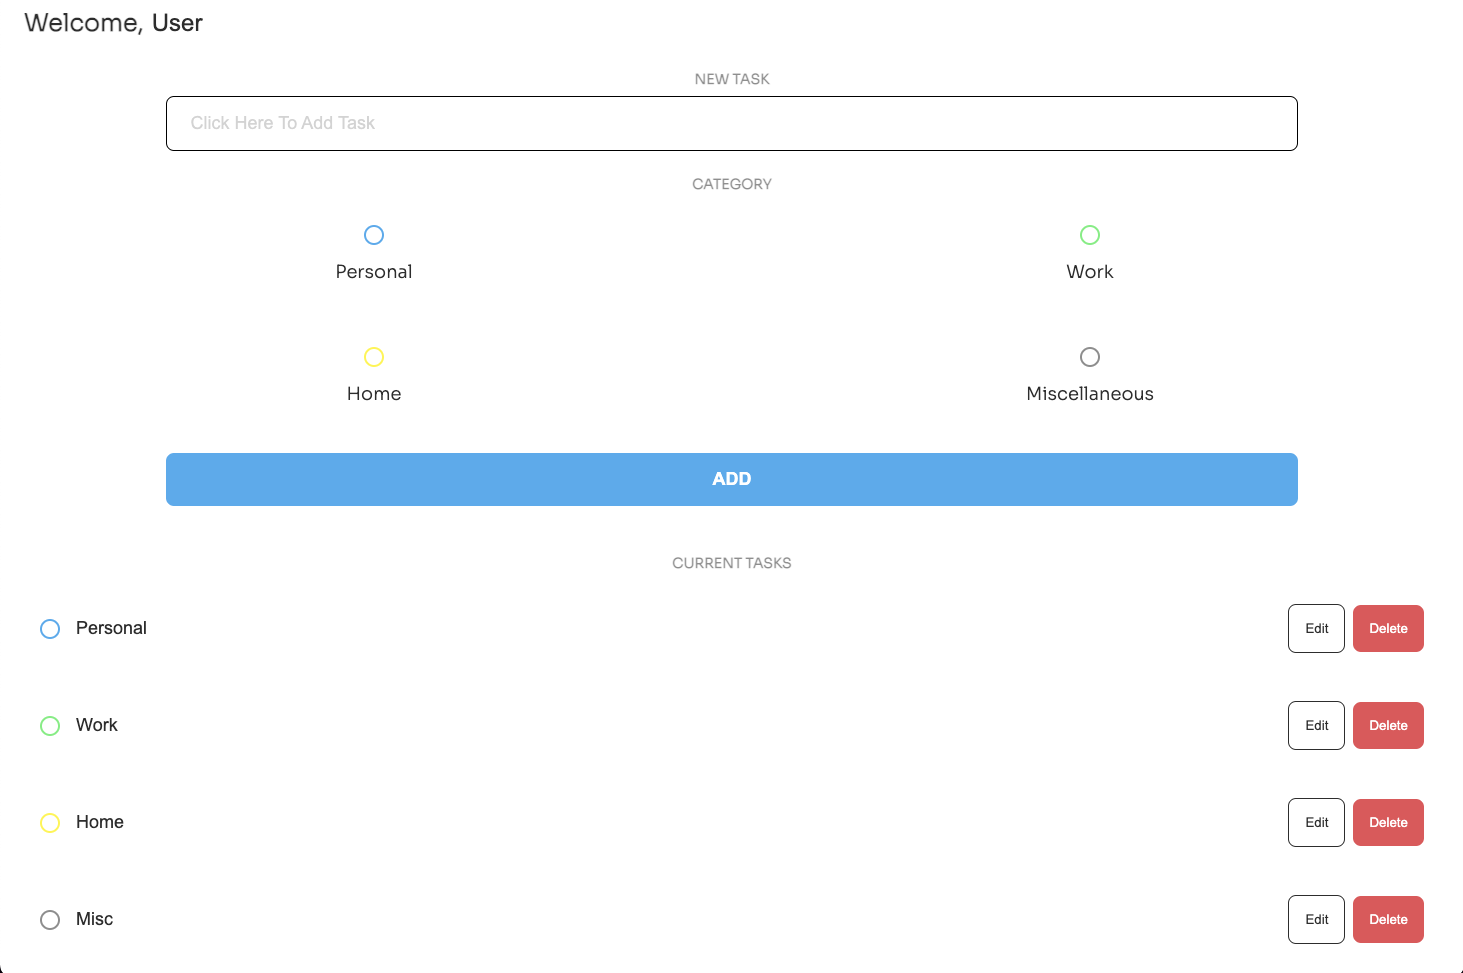 Welcome, User
NEW TASK
Click Here To Add Task
CATEGORY
Personal
Work
Home
Miscellaneous
ADD
CURRENT TASKS
Personal
Edit
Delete
Work
Edit
Delete
Home
Edit
Delete
Misc
Edit
Delete